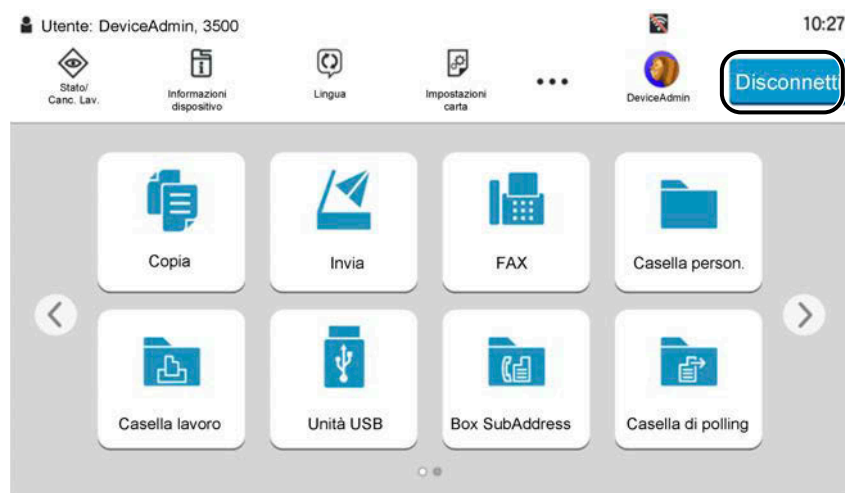 Utente: DeviceAdmin, 3500
10:27
Stato/
Canc. Lav.
Informazioni
dispositivo
Lingua
Impostazioni
carta
DeviceAdmin
Disconnetti
Copia
Invia
FAX
Casella person.
Casella lavoro
Unità USB
Box SubAddress
Casella di polling